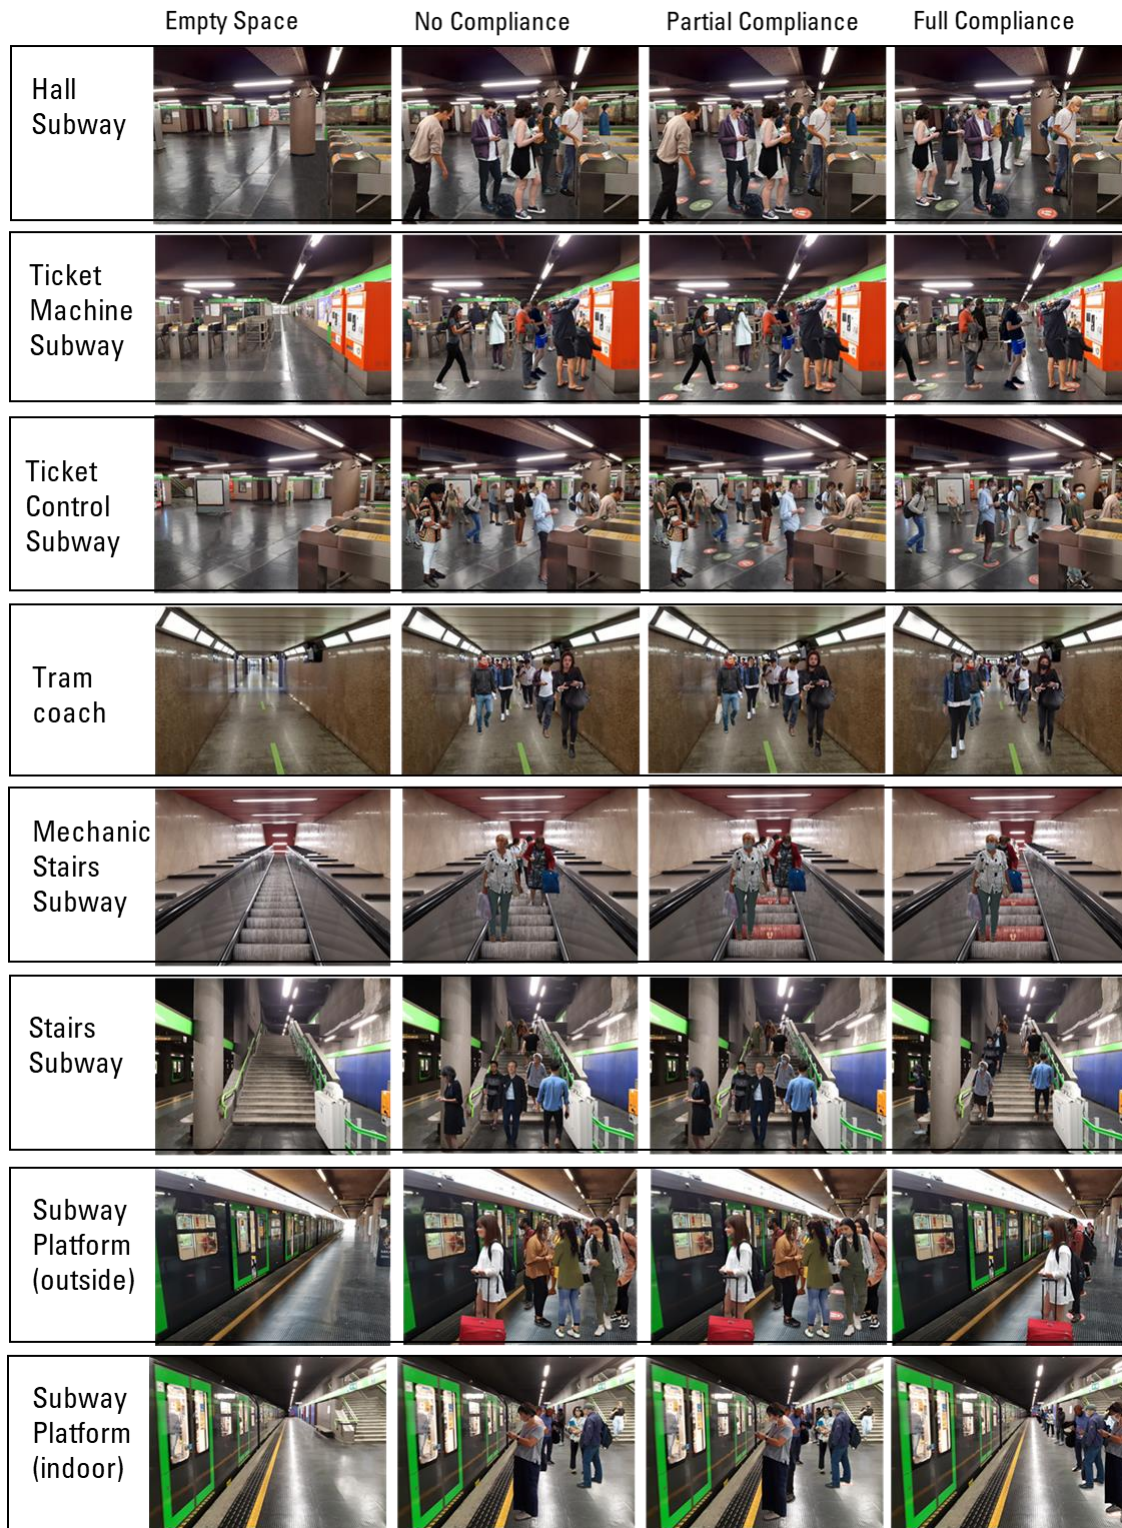 Empty Space
No Compliance
Partial Compliance
Full Compliance
Hall
Subway
Ticket
Machine
Subway
Ticket
Control
Subway
Tram
coach
Mechanic
Stairs
Subway
Stairs
Subway
Subway
Platform
(outside)
Subway
Platform
(indoor)